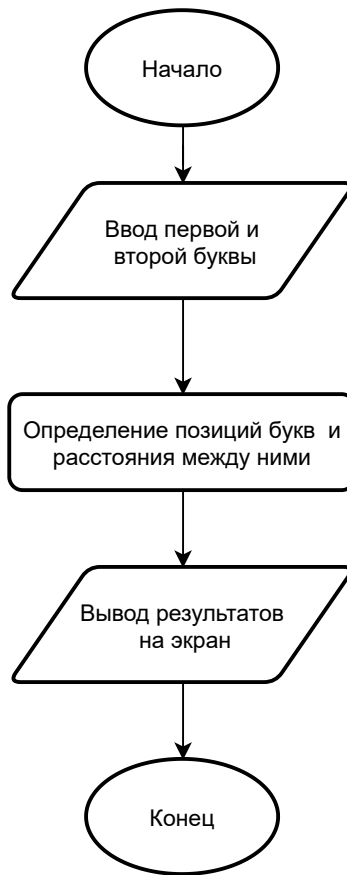 Начало
Ввод первой и
второй буквы
Определение позиций букв и
расстояния между ними
Вывод результатов
на экран
Конец